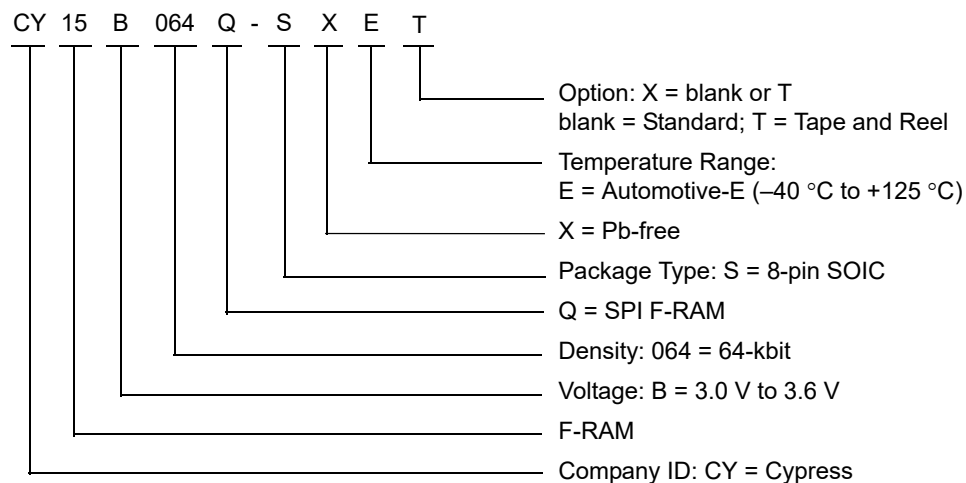 CY 15 B 064 Q - S X E T
Option: X = blank or T
blank = Standard; T = Tape and Reel
Temperature Range:
E = Automotive-E (–40 °C to +125 °C)
X = Pb-free
Package Type: S = 8-pin SOIC
Q = SPI F-RAM
Density: 064 = 64-kbit
Voltage: B = 3.0 V to 3.6 V
F-RAM
Company ID: CY = Cypress